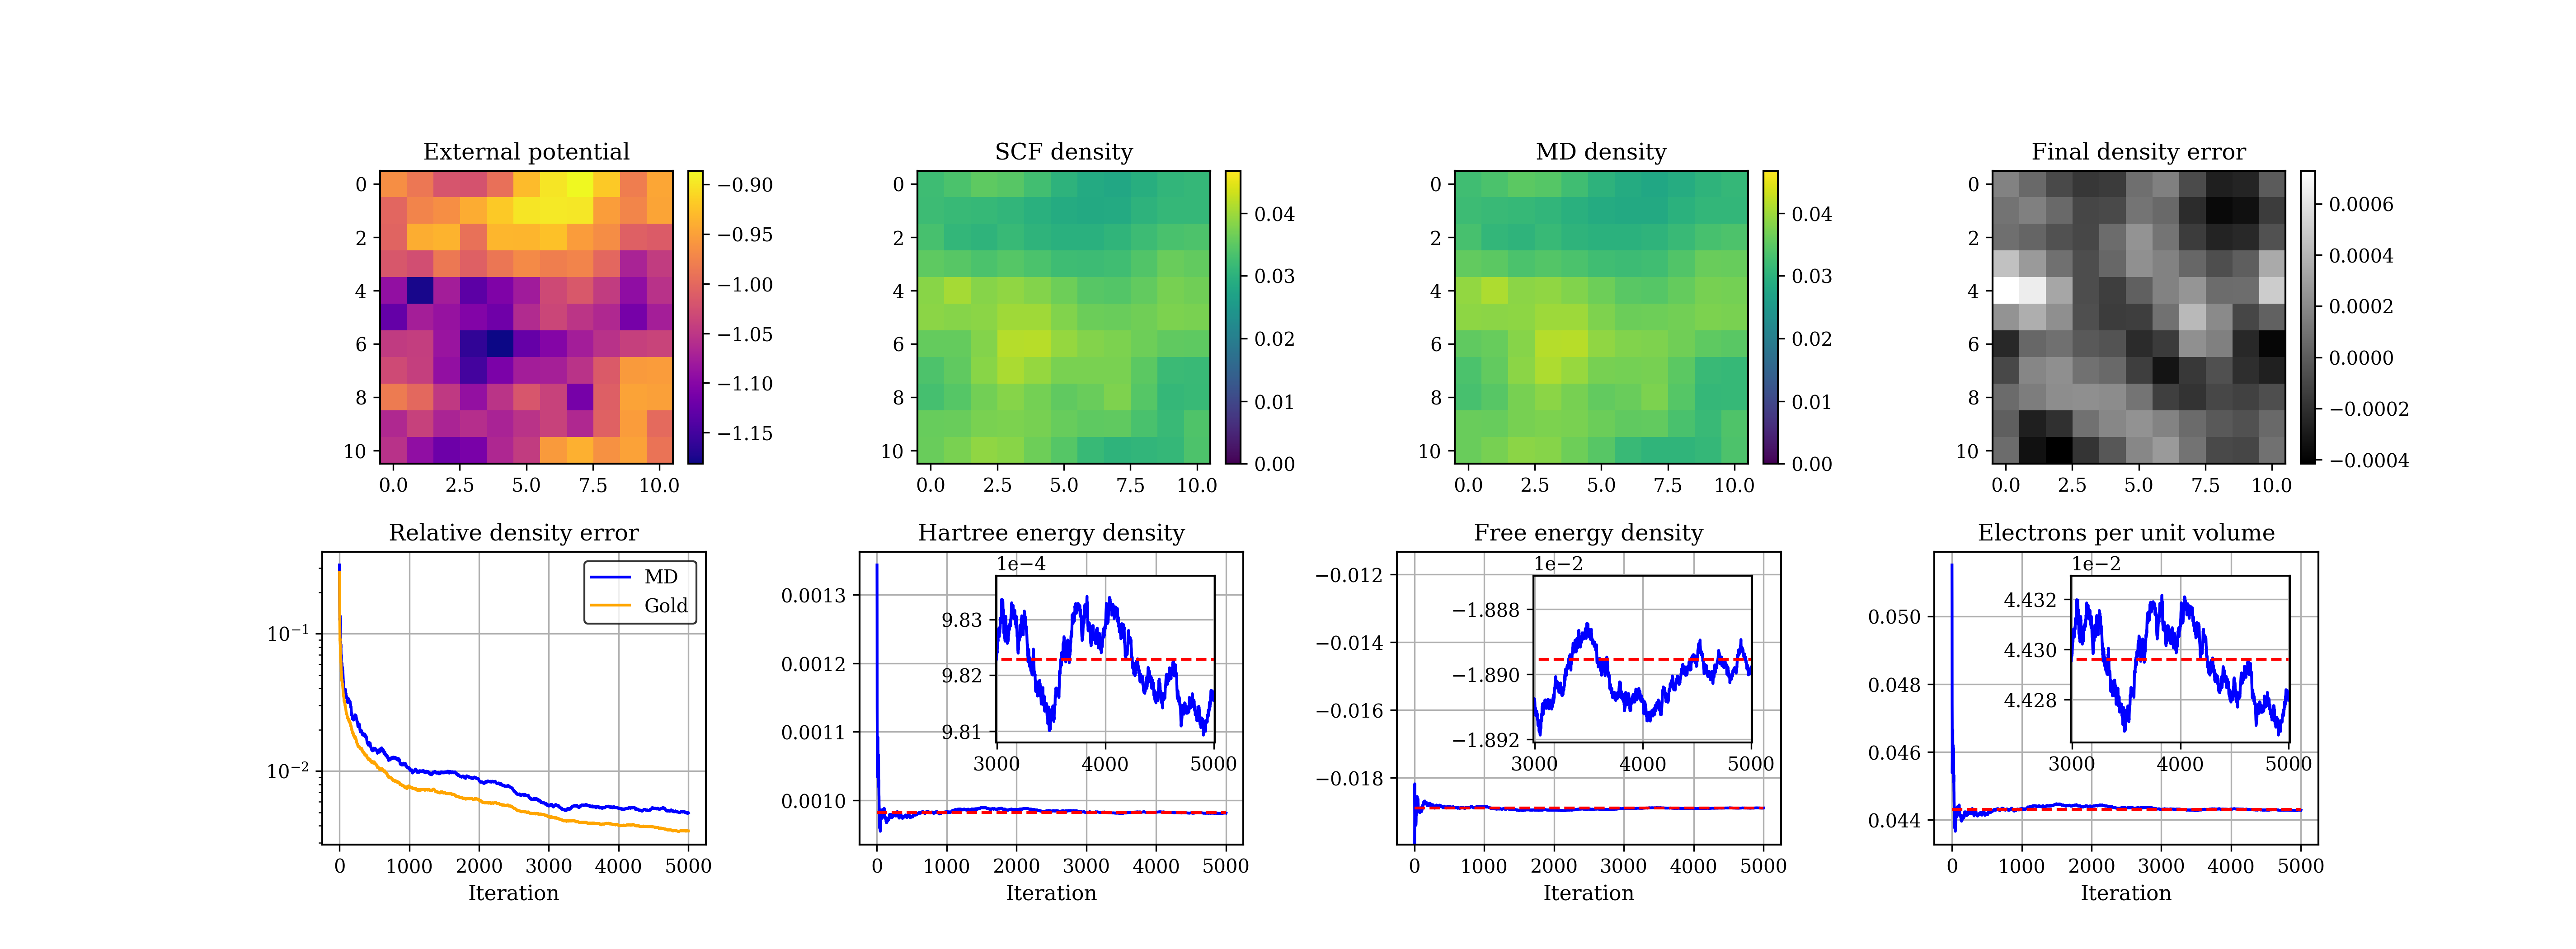 External potential
0
2
4
6
8
10
0.0 2.5 5.0 7.5 10.0
−0.90
−0.95
−1.00
−1.05
−1.10
−1.15
SCF density
0
2
4
6
8
10
0.0 2.5 5.0 7.5 10.0
0.04
0.03
0.02
0.01
0.00
MD density
0
2
4
6
8
10
0.0 2.5 5.0 7.5 10.0
0.04
0.03
0.02
0.01
0.00
Final density error
0
2
4
6
8
10
0.0 2.5 5.0 7.5 10.0
0.0006
0.0004
0.0002
0.0000
−0.0002
−0.0004
Relative density error
MD
Gold
10⁻¹
10⁻²
0 1000 2000 3000 4000 5000
Iteration
Hartree energy density
0.0013
0.0012
0.0011
0.0010
1e−4
9.83
9.82
9.81
3000 4000 5000
0 1000 2000 3000 4000 5000
Iteration
Free energy density
−0.012
−0.014
−0.016
−0.018
1e−2
−1.888
−1.890
−1.892
3000 4000 5000
0 1000 2000 3000 4000 5000
Iteration
Electrons per unit volume
0.050
0.048
0.046
0.044
1e−2
4.432
4.430
4.428
3000 4000 5000
0 1000 2000 3000 4000 5000
Iteration